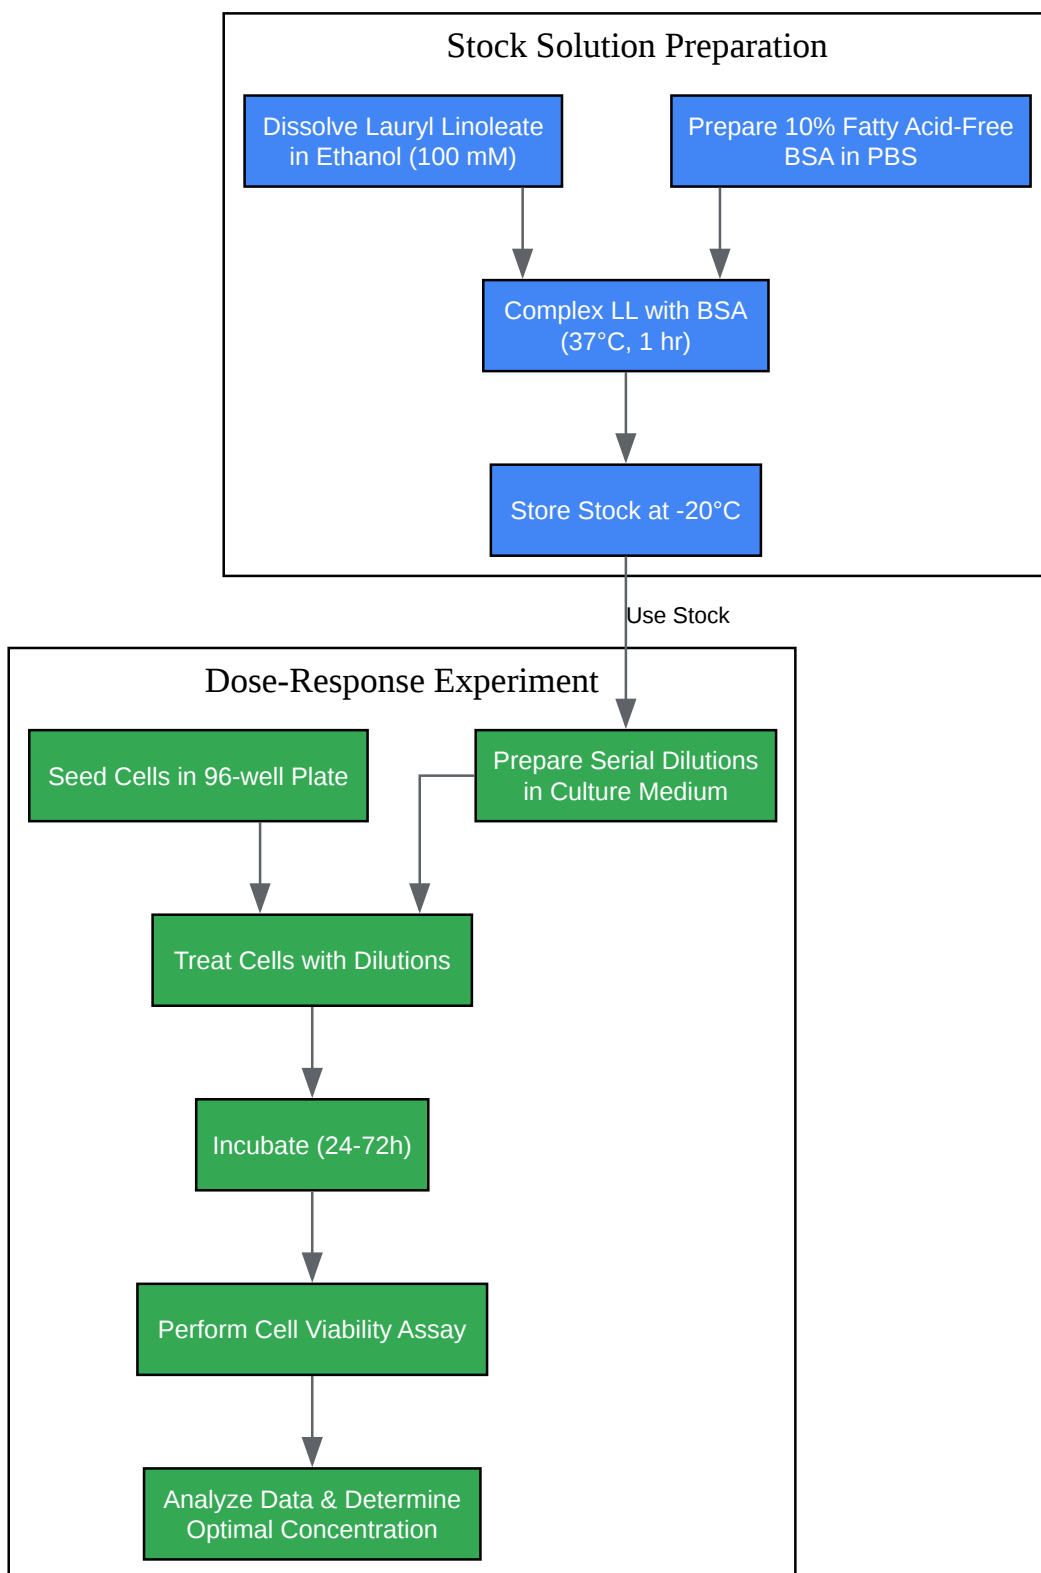 Stock Solution Preparation
Dissolve Lauryl Linoleate
in Ethanol (100 mM)
Prepare 10% Fatty Acid-Free
BSA in PBS
Complex LL with BSA
(37°C, 1 hr)
Store Stock at -20°C
Use Stock
Dose-Response Experiment
Seed Cells in 96-well Plate
Prepare Serial Dilutions
in Culture Medium
Treat Cells with Dilutions
Incubate (24-72h)
Perform Cell Viability Assay
Analyze Data & Determine
Optimal Concentration